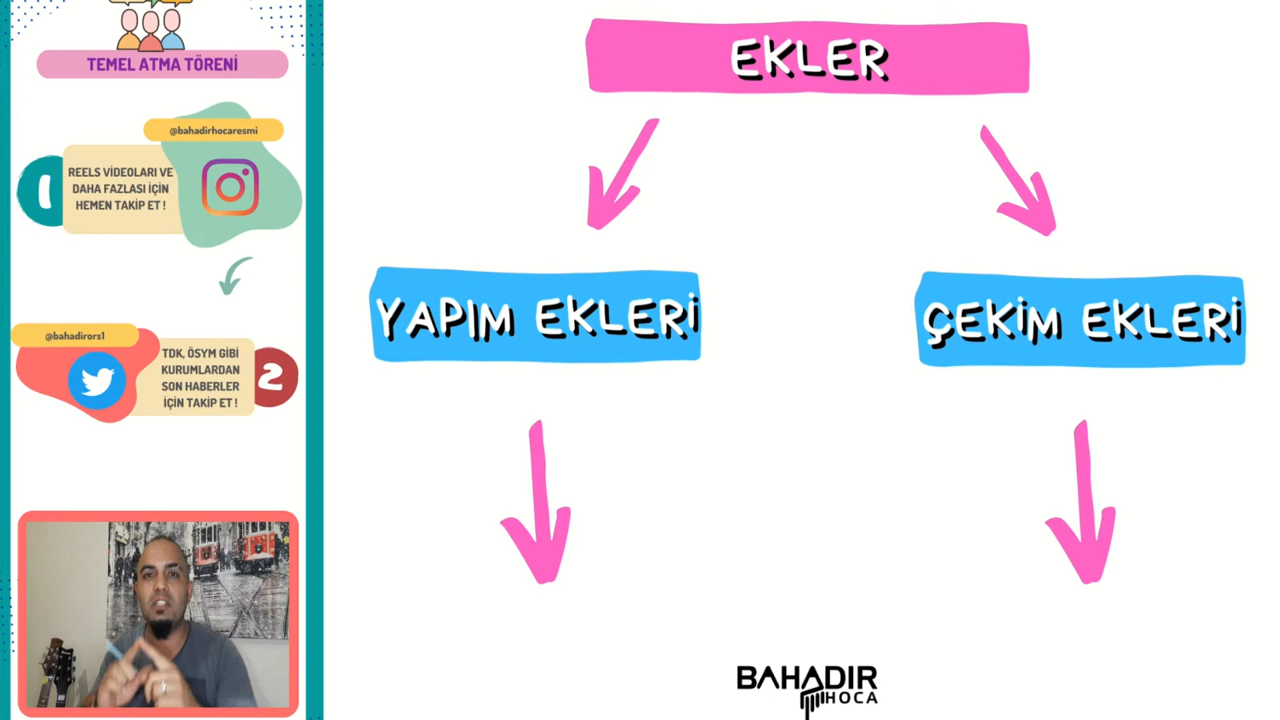 TEMEL ATMA TÖRENİ
@bahadirhocaresmi
1
REELS VİDEOLARI VE
DAHA FAZLASI İÇİN
HEMEN TAKİP ET !
@bahadirors1
TDK, ÖSYM GİBİ
KURUMLARDAN
SON HABERLER
İÇİN TAKİP ET !
2
EKLER
YAPIM EKLERİ
ÇEKİM EKLERİ
BAHADIR
HOCA